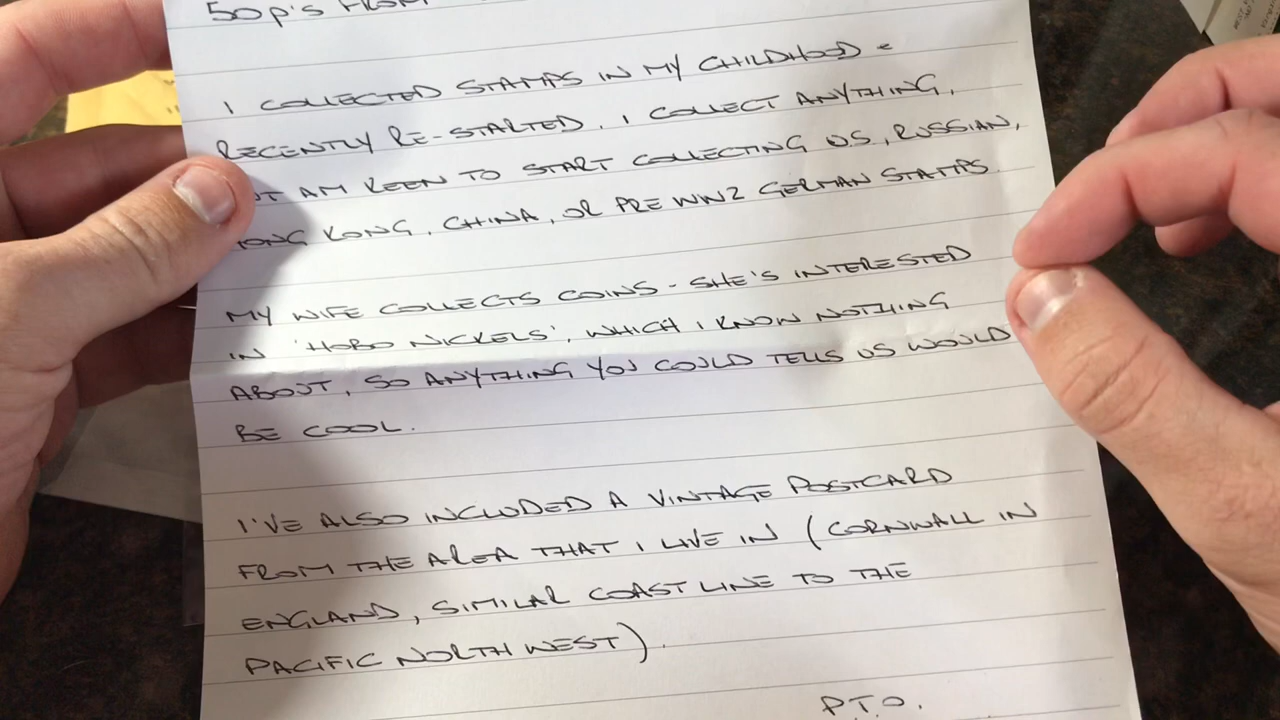 50p's FROM
I COLLECTED STAMPS IN MY CHILDHOOD &
RECENTLY RE-STARTED. I COLLECT ANYTHING,
AM KEEN TO START COLLECTING US, RUSSIAN,
KONG, CHINA, OR PRE WW2 GERMAN STAMPS.
MY WIFE COLLECTS COINS - SHE'S INTERESTED
IN 'HOBO NICKELS', WHICH I KNOW NOTHING
ABOUT, SO ANYTHING YOU COULD TELLS US WOULD
BE COOL.
I'VE ALSO INCLUDED A VINTAGE POSTCARD
FROM THE AREA THAT I LIVE IN (CORNWALL IN
ENGLAND, SIMILAR COAST LINE TO THE
PACIFIC NORTH WEST).
P.T.O.